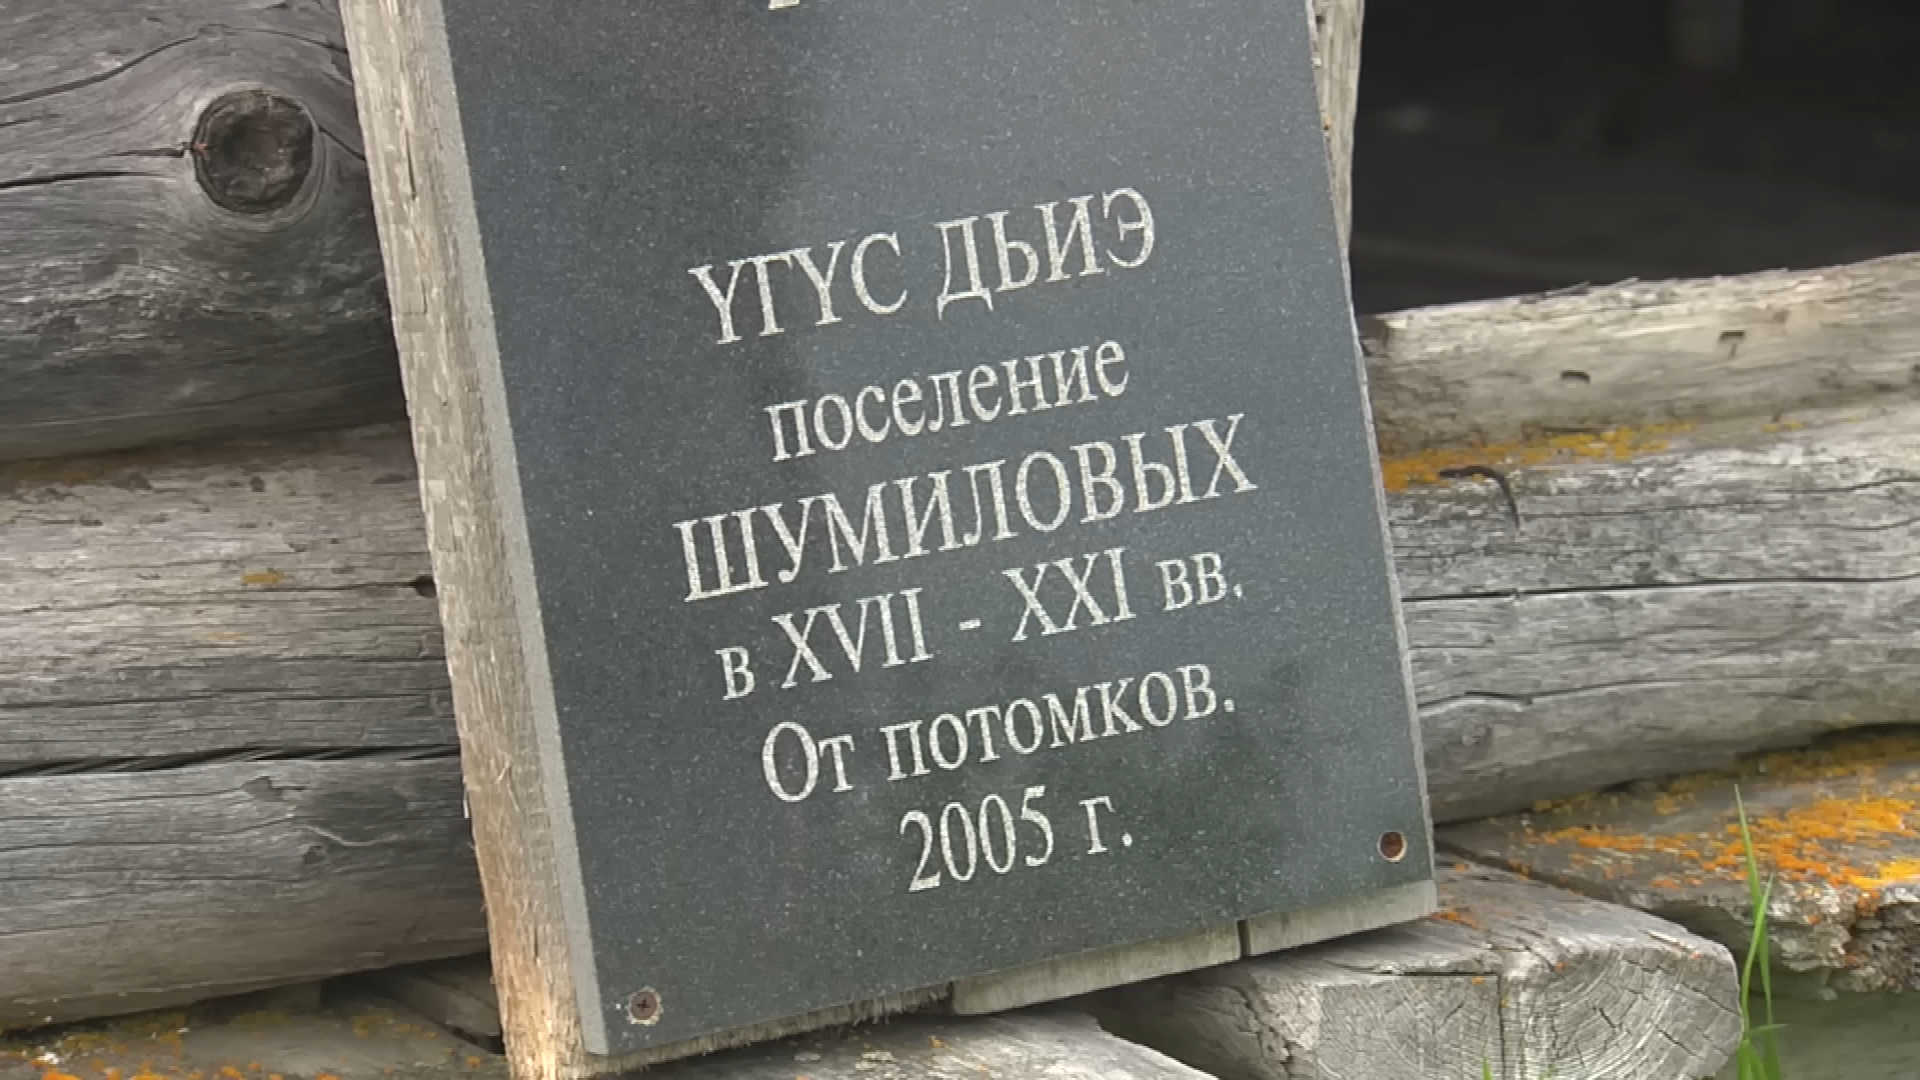 ҮГҮС ДЬИЭ
поселение
ШУМИЛОВЫХ
в XVII - XXI вв.
От потомков.
2005 г.